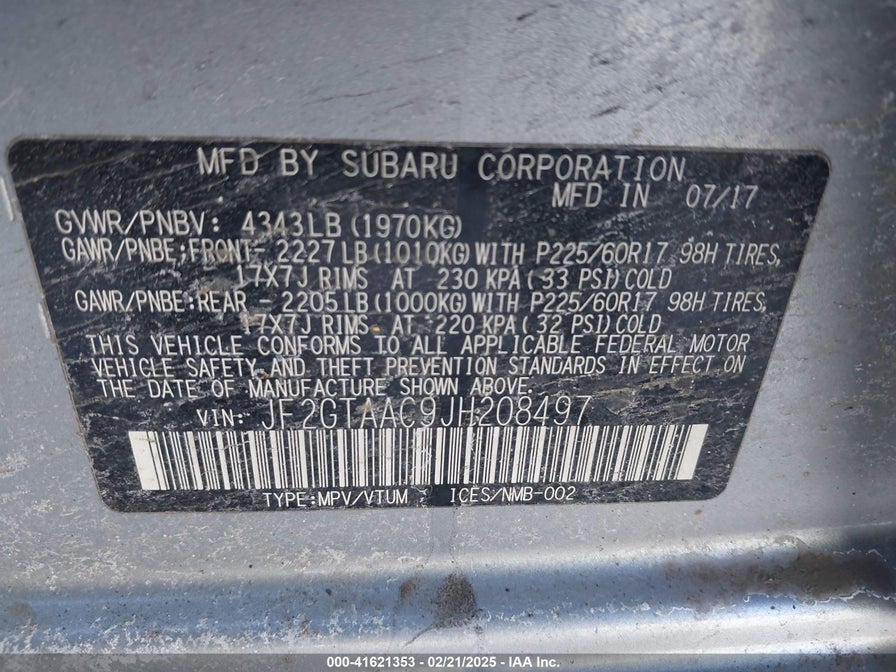 MFD BY SUBARU CORPORATION
MFD IN 07/17
GVWR/PNBV: 4343LB (1970KG)
GAWR/PNBE;FRONT- 2227LB(1010KG)WITH P225/60R17 98H TIRES,
17X7J RIMS AT 230 KPA(33 PSI)COLD
GAWR/PNBE:REAR - 2205LB(1000KG)WITH P225/60R17 98H TIRES,
17X7J RIMS AT 220 KPA(32 PSI)COLD
THIS VEHICLE CONFORMS TO ALL APPLICABLE FEDERAL MOTOR
VEHICLE SAFETY AND THEFT PREVENTION STANDARDS IN EFFECT ON
THE DATE OF MANUFACTURE SHOWN ABOVE.
VIN: JF2GTAAC9JH208497
TYPE:MPV/VTUM ICES/NMB-002
000-41621353 - 02/21/2025 - IAA Inc.